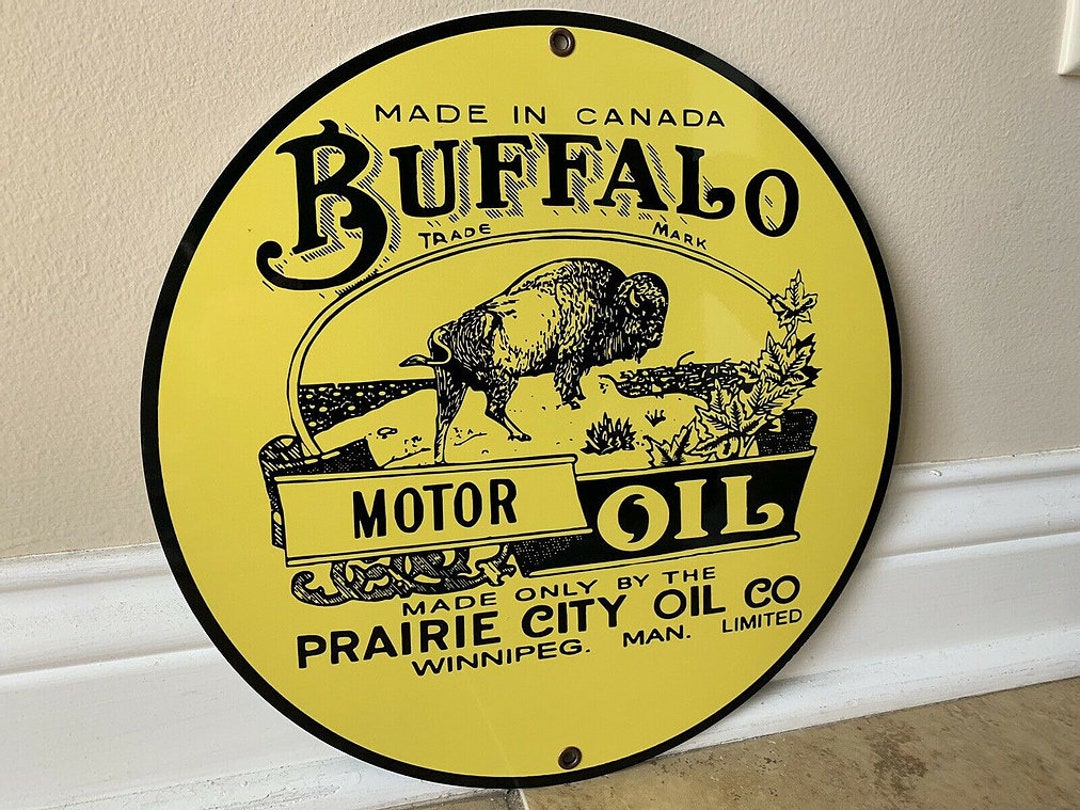 MADE IN CANADA
BUFFALO
TRADE MARK
MOTOR OIL
MADE ONLY BY THE
PRAIRIE CITY OIL CO
WINNIPEG. MAN. LIMITED